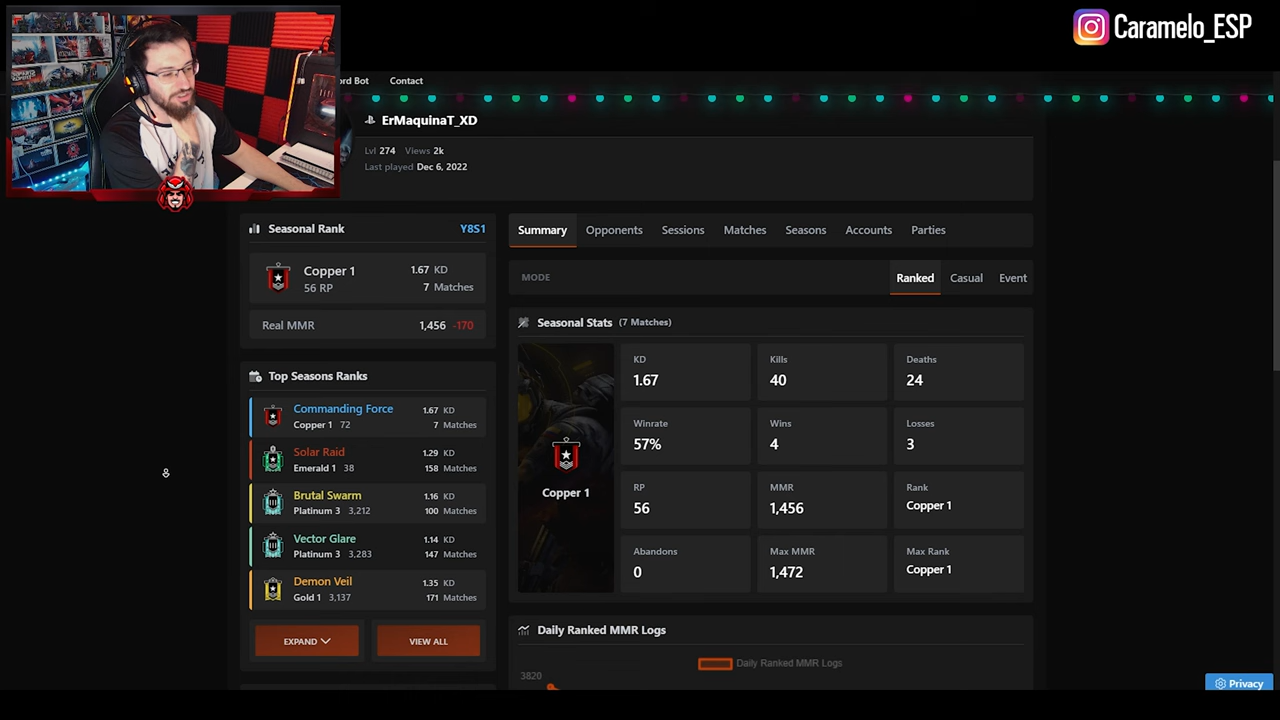 Caramelo_ESP
ord Bot Contact
ErMaquinaT_XD
Lvl 274 Views 2k
Last played Dec 6, 2022
Seasonal Rank Y8S1
Copper 1 1.67 KD
56 RP 7 Matches
Real MMR 1,456 -170
Top Seasons Ranks
Commanding Force 1.67 KD
Copper 1 72 7 Matches
Solar Raid 1.29 KD
Emerald 1 38 158 Matches
Brutal Swarm 1.16 KD
Platinum 3 3,212 100 Matches
Vector Glare 1.14 KD
Platinum 3 3,283 147 Matches
Demon Veil 1.35 KD
Gold 1 3,137 171 Matches
EXPAND VIEW ALL
Summary Opponents Sessions Matches Seasons Accounts Parties
MODE Ranked Casual Event
Seasonal Stats (7 Matches)
Copper 1
KD Kills Deaths
1.67 40 24
Winrate Wins Losses
57% 4 3
RP MMR Rank
56 1,456 Copper 1
Abandons Max MMR Max Rank
0 1,472 Copper 1
Daily Ranked MMR Logs
Daily Ranked MMR Logs
3820
Privacy